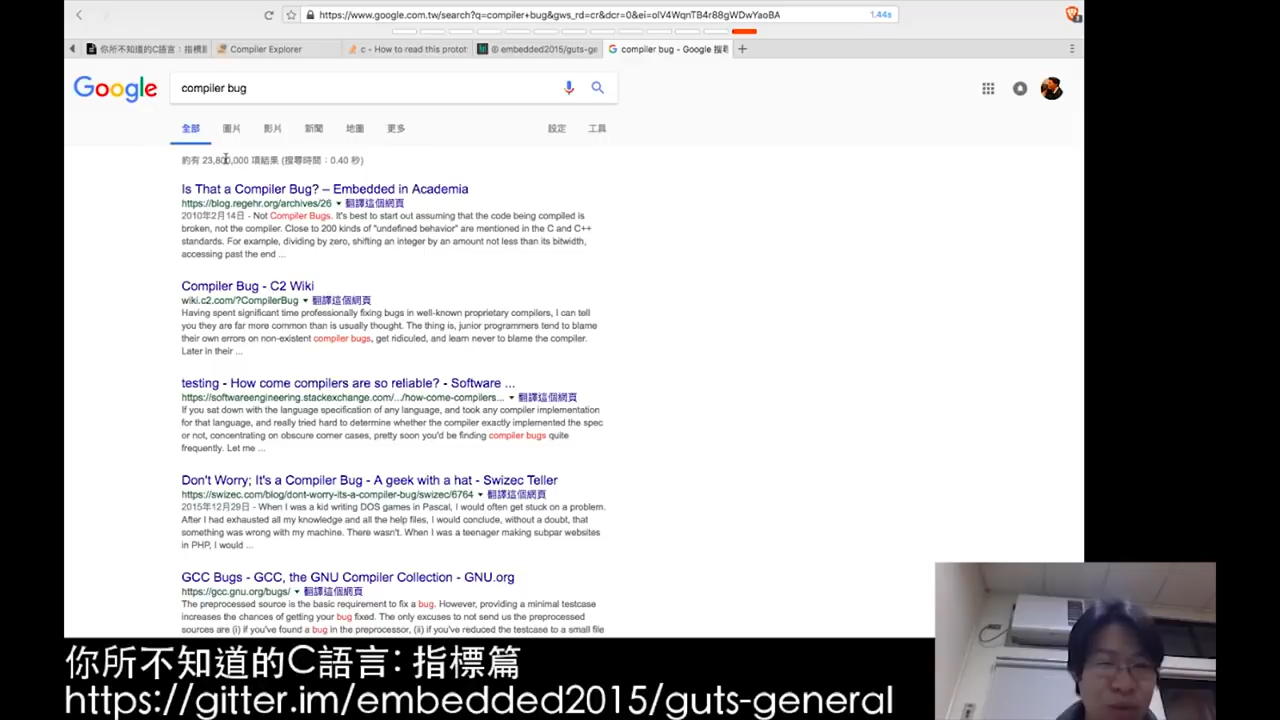 https://www.google.com.tw/search?q=compiler+bug&gws_rd=cr&dcr=0&ei=olV4WqnTB4r88gWDwYaoBA
1.44s
你所不知道的C語言：指標
Compiler Explorer
c - How to read this protot
@ embedded2015/guts-ge
compiler bug - Google 搜尋
Google
compiler bug
全部 圖片 影片 新聞 地圖 更多 設定 工具
約有 23,800,000 項結果 (搜尋時間：0.40 秒)
Is That a Compiler Bug? – Embedded in Academia
https://blog.regehr.org/archives/26 ▼ 翻譯這個網頁
2010年2月14日 - Not Compiler Bugs. It's best to start out assuming that the code being compiled is
broken, not the compiler. Close to 200 kinds of "undefined behavior" are mentioned in the C and C++
standards. For example, dividing by zero, shifting an integer by an amount not less than its bitwidth,
accessing past the end ...
Compiler Bug - C2 Wiki
wiki.c2.com/?CompilerBug ▼ 翻譯這個網頁
Having spent significant time professionally fixing bugs in well-known proprietary compilers, I can tell
you they are far more common than is usually thought. The thing is, junior programmers tend to blame
their own errors on non-existent compiler bugs, get ridiculed, and learn never to blame the compiler.
Later in their ...
testing - How come compilers are so reliable? - Software ...
https://softwareengineering.stackexchange.com/.../how-come-compilers... ▼ 翻譯這個網頁
If you sat down with the language specification of any language, and took any compiler implementation
for that language, and really tried hard to determine whether the compiler exactly implemented the spec
or not, concentrating on obscure corner cases, pretty soon you'd be finding compiler bugs quite
frequently. Let me ...
Don't Worry; It's a Compiler Bug - A geek with a hat - Swizec Teller
https://swizec.com/blog/dont-worry-its-a-compiler-bug/swizec/6764 ▼ 翻譯這個網頁
2015年12月29日 - When I was a kid writing DOS games in Pascal, I would often get stuck on a problem.
After I had exhausted all my knowledge and all the help files, I would conclude, without a doubt, that
something was wrong with my machine. There wasn't. When I was a teenager making subpar websites
in PHP, I would ...
GCC Bugs - GCC, the GNU Compiler Collection - GNU.org
https://gcc.gnu.org/bugs/ ▼ 翻譯這個網頁
The preprocessed source is the basic requirement to fix a bug. However, providing a minimal testcase
increases the chances of getting your bug fixed. The only excuses to not send us the preprocessed
sources are (i) if you've found a bug in the preprocessor, (ii) if you've reduced the testcase to a small file
你所不知道的C語言: 指標篇
https://gitter.im/embedded2015/guts-general